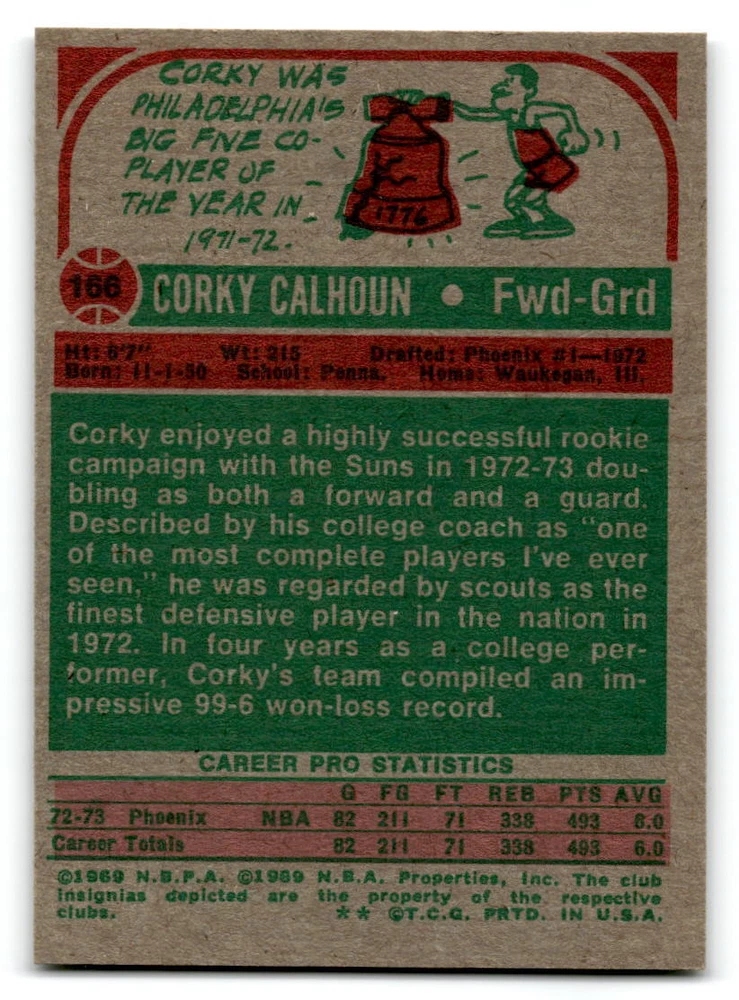 CORKY WAS
PHILADELPHIA'S
BIG FIVE CO-
PLAYER OF
THE YEAR IN
1971-72.
1776
166
CORKY CALHOUN • Fwd-Grd
Ht: 6'7" Wt: 215 Drafted: Phoenix #1—1972
Born: 11-1-50 School: Penna. Home: Waukegan, Ill.
Corky enjoyed a highly successful rookie
campaign with the Suns in 1972-73 dou-
bling as both a forward and a guard.
Described by his college coach as "one
of the most complete players I've ever
seen," he was regarded by scouts as the
finest defensive player in the nation in
1972. In four years as a college per-
former, Corky's team compiled an im-
pressive 99-6 won-loss record.
CAREER PRO STATISTICS
G FG FT REB PTS AVG
72-73 Phoenix NBA 82 211 71 338 493 6.0
Career Totals 82 211 71 338 493 6.0
©1969 N.B.P.A. ©1969 N.B.A. Properties, Inc. The club
insignias depicted are the property of the respective
clubs. ** ©T.C.G. PRTD. IN U.S.A.